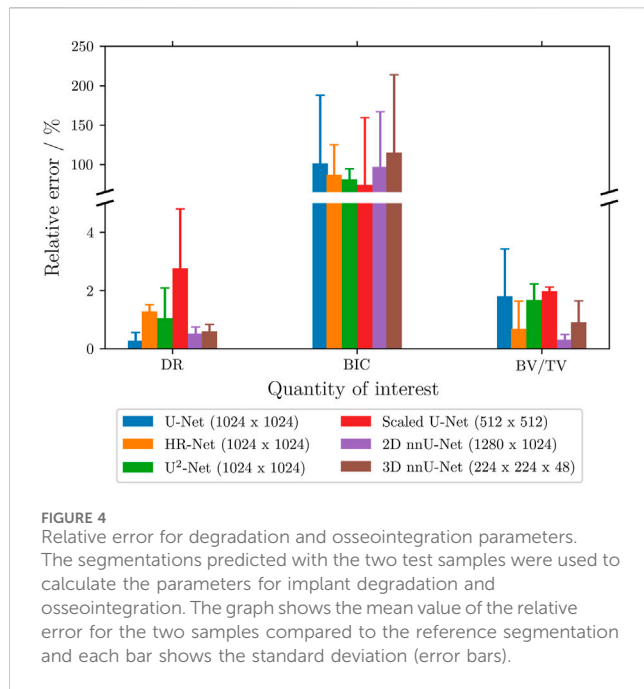 250
200
150
100
4
2
0
Relative error / %
DR BIC BV/TV
Quantity of interest
U-Net (1024 x 1024) Scaled U-Net (512 x 512)
HR-Net (1024 x 1024) 2D nnU-Net (1280 x 1024)
U²-Net (1024 x 1024) 3D nnU-Net (224 x 224 x 48)
FIGURE 4
Relative error for degradation and osseointegration parameters.
The segmentations predicted with the two test samples were used to
calculate the parameters for implant degradation and
osseointegration. The graph shows the mean value of the relative
error for the two samples compared to the reference segmentation
and each bar shows the standard deviation (error bars).